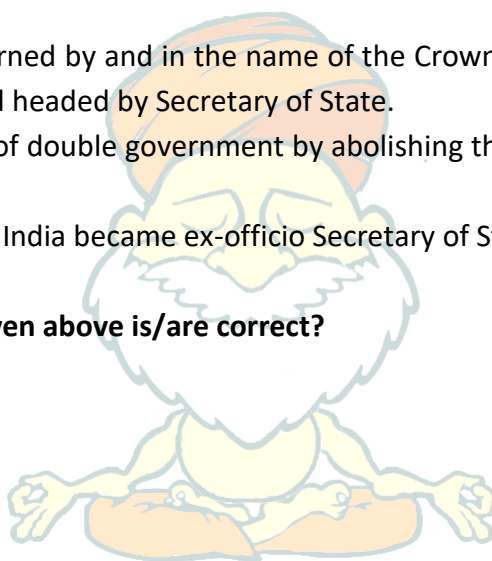 rned by and in the name of the Crown
l headed by Secretary of State.
of double government by abolishing th
India became ex-officio Secretary of St
ven above is/are correct?